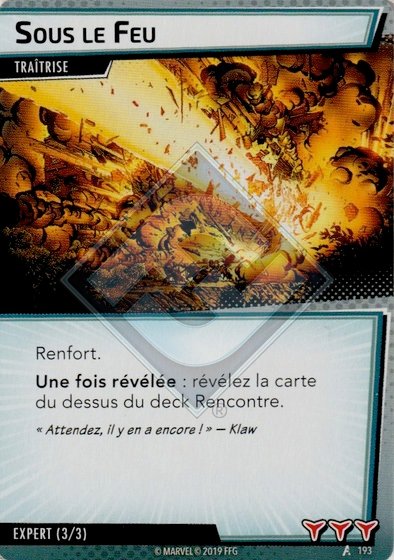 SOUS LE FEU
TRAÎTRISE
Renfort.
Une fois révélée : révélez la carte
du dessus du deck Rencontre.
« Attendez, il y en a encore ! » – Klaw
®
EXPERT (3/3)
© MARVEL © 2019 FFG
193